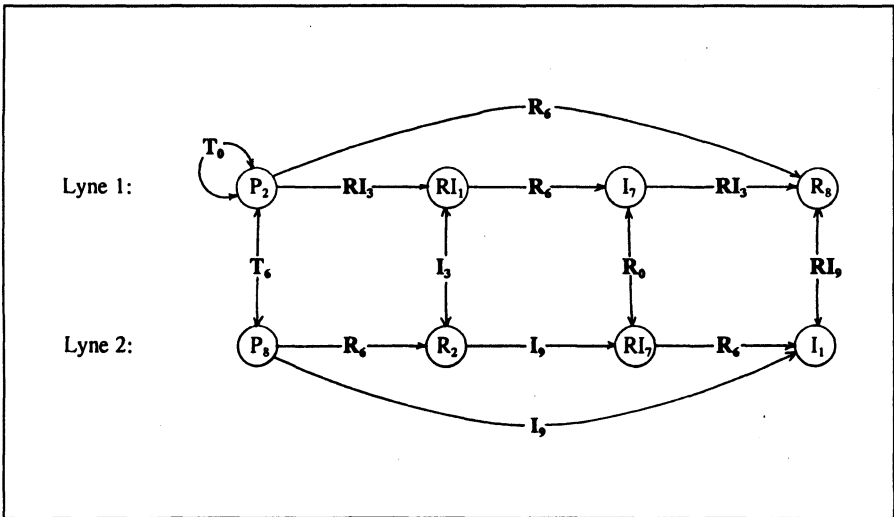 R₆
T₀
Lyne 1: P₂ RI₃ RI₁ R₆ I₇ RI₃ R₈
T₆ I₃ R₀ RI₉
Lyne 2: P₈ R₆ R₂ I₉ RI₇ R₆ I₁
I₉